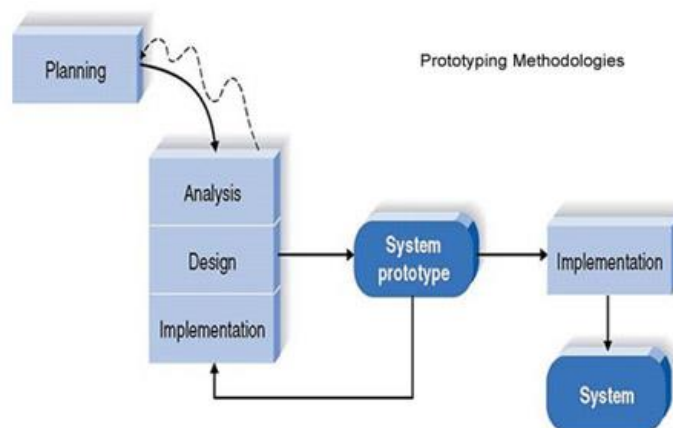 Prototyping Methodologies
Planning
Analysis
Design
Implementation
System
prototype
Implementation
System